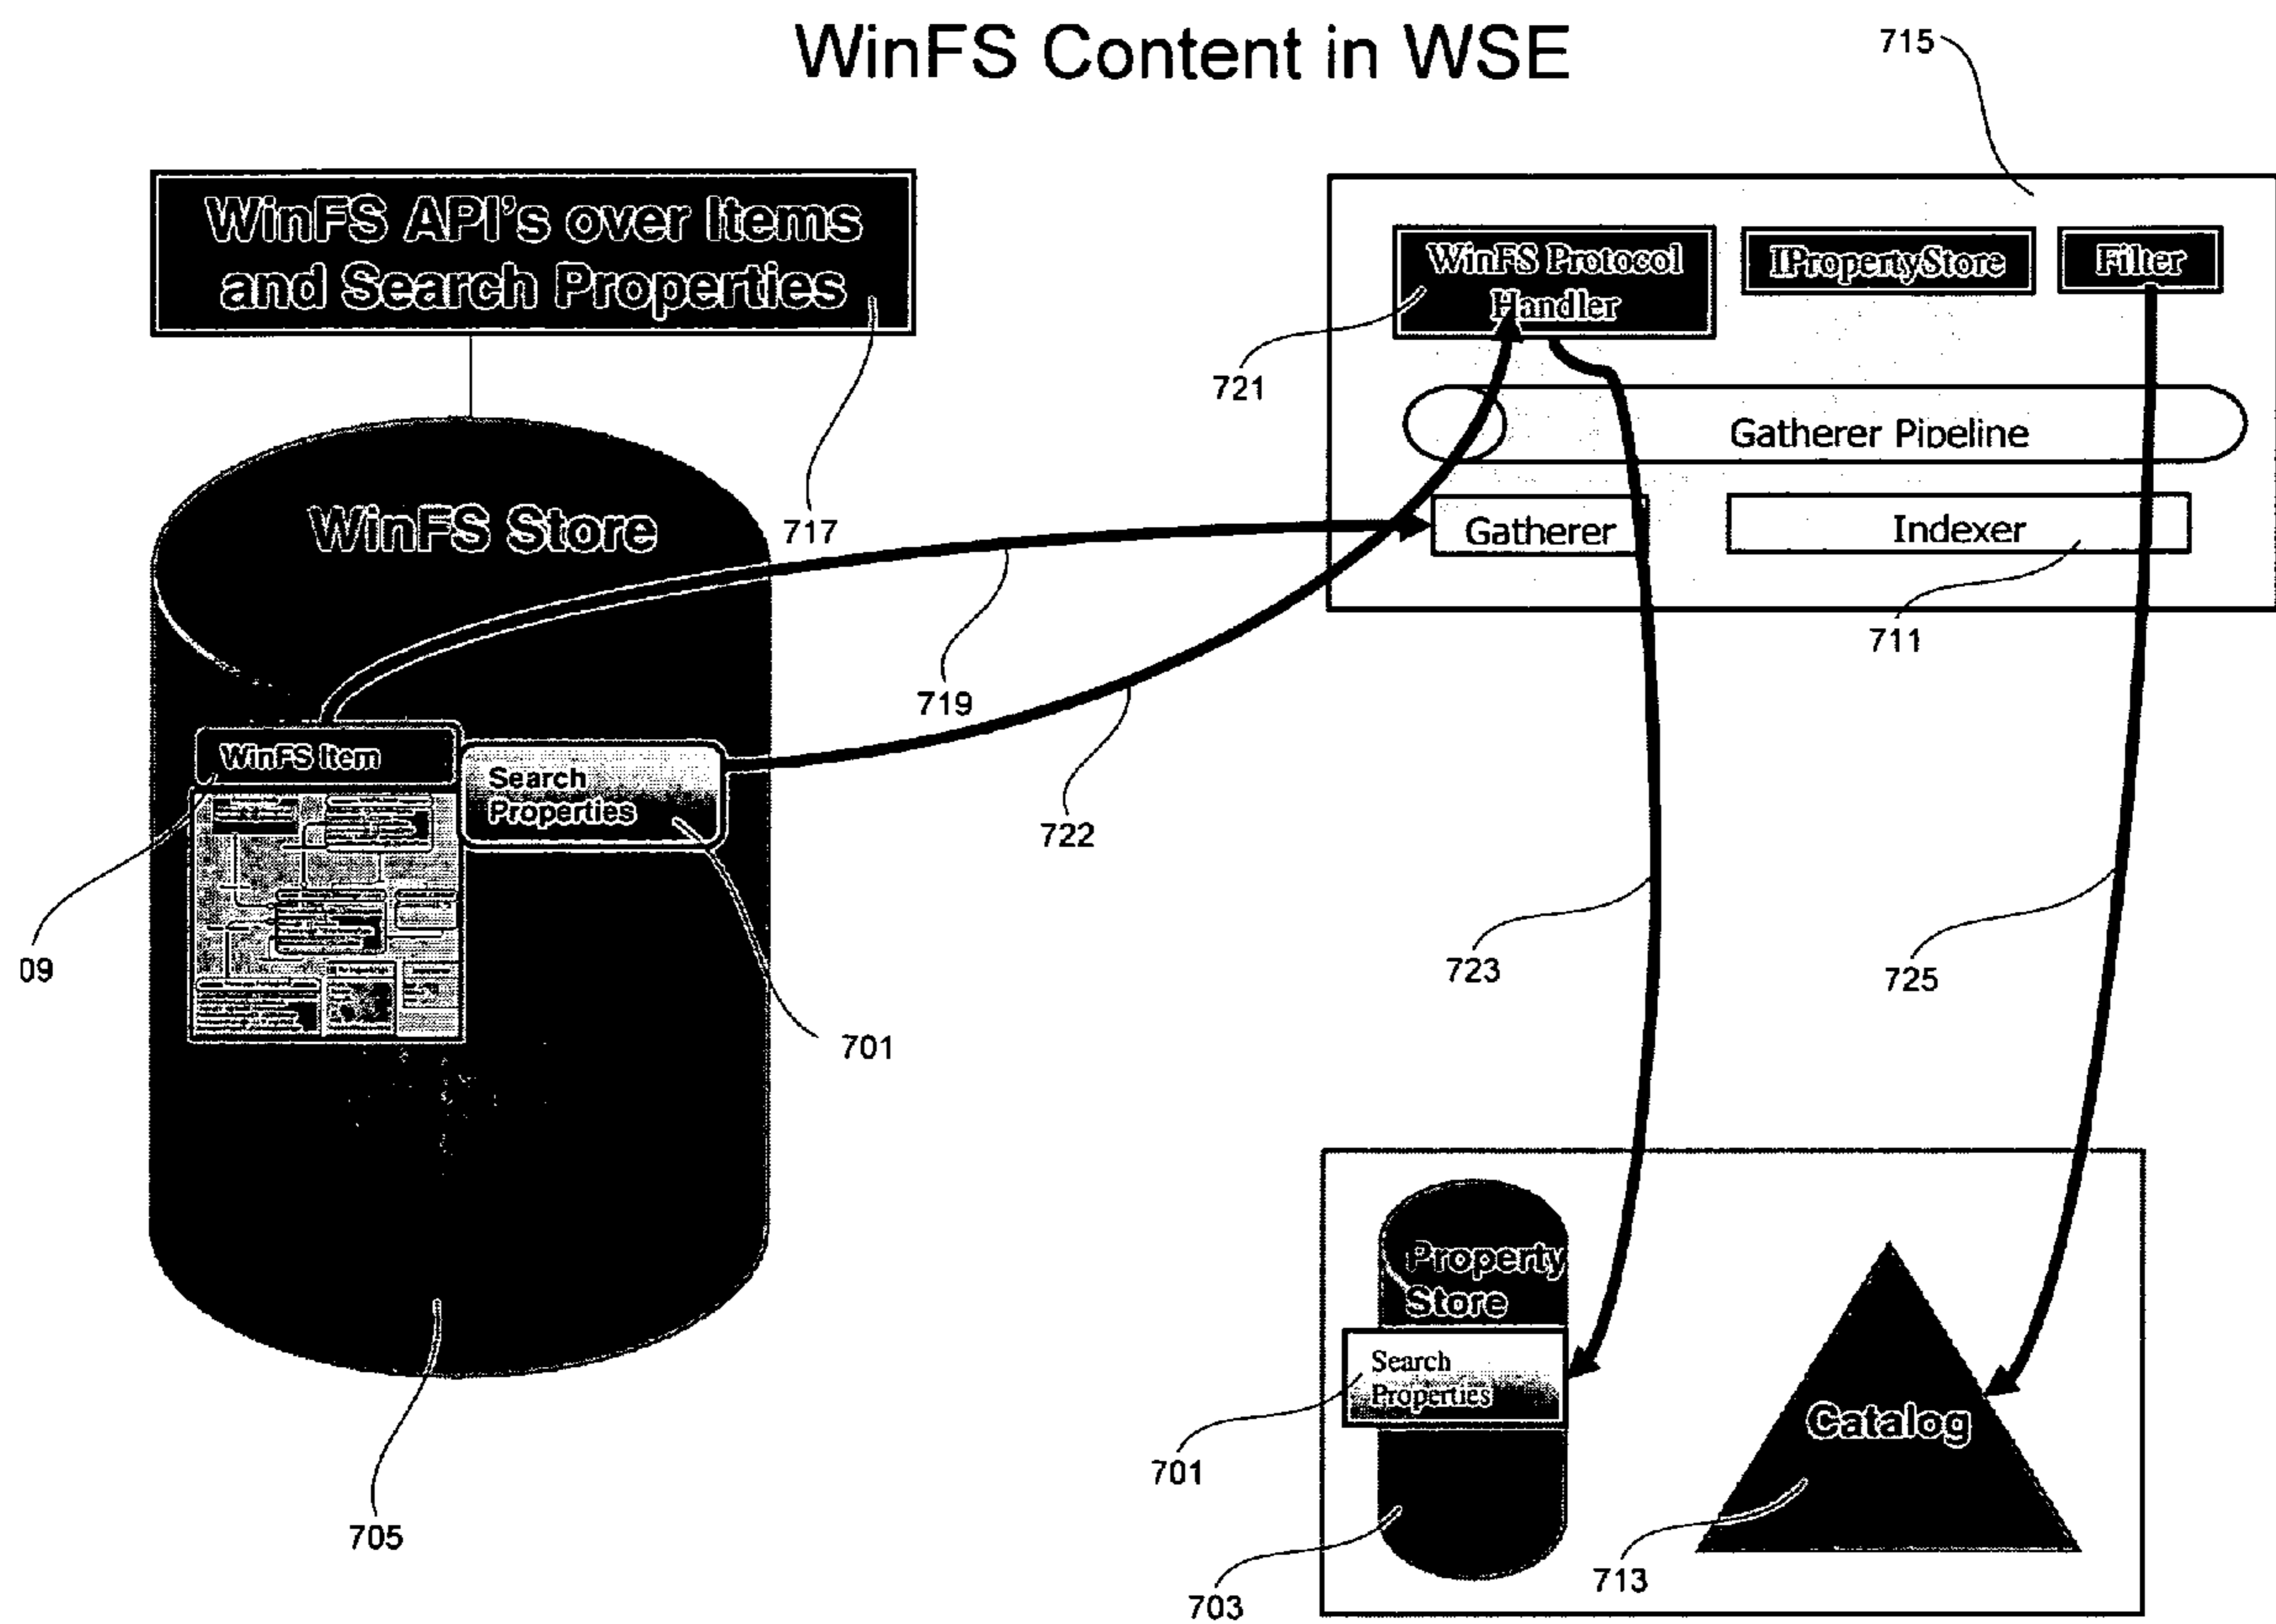 WinFS Content in WSE
715
WinFS API's over Items
and Search Properties
717
WinFS Protocol
Handler
IPropertyStore
Filter
721
Gatherer Pipeline
Gatherer
Indexer
711
WinFS Store
719
722
WinFS Item
Search
Properties
09
701
723
725
705
Property
Store
Search
Properties
701
703
Catalog
713